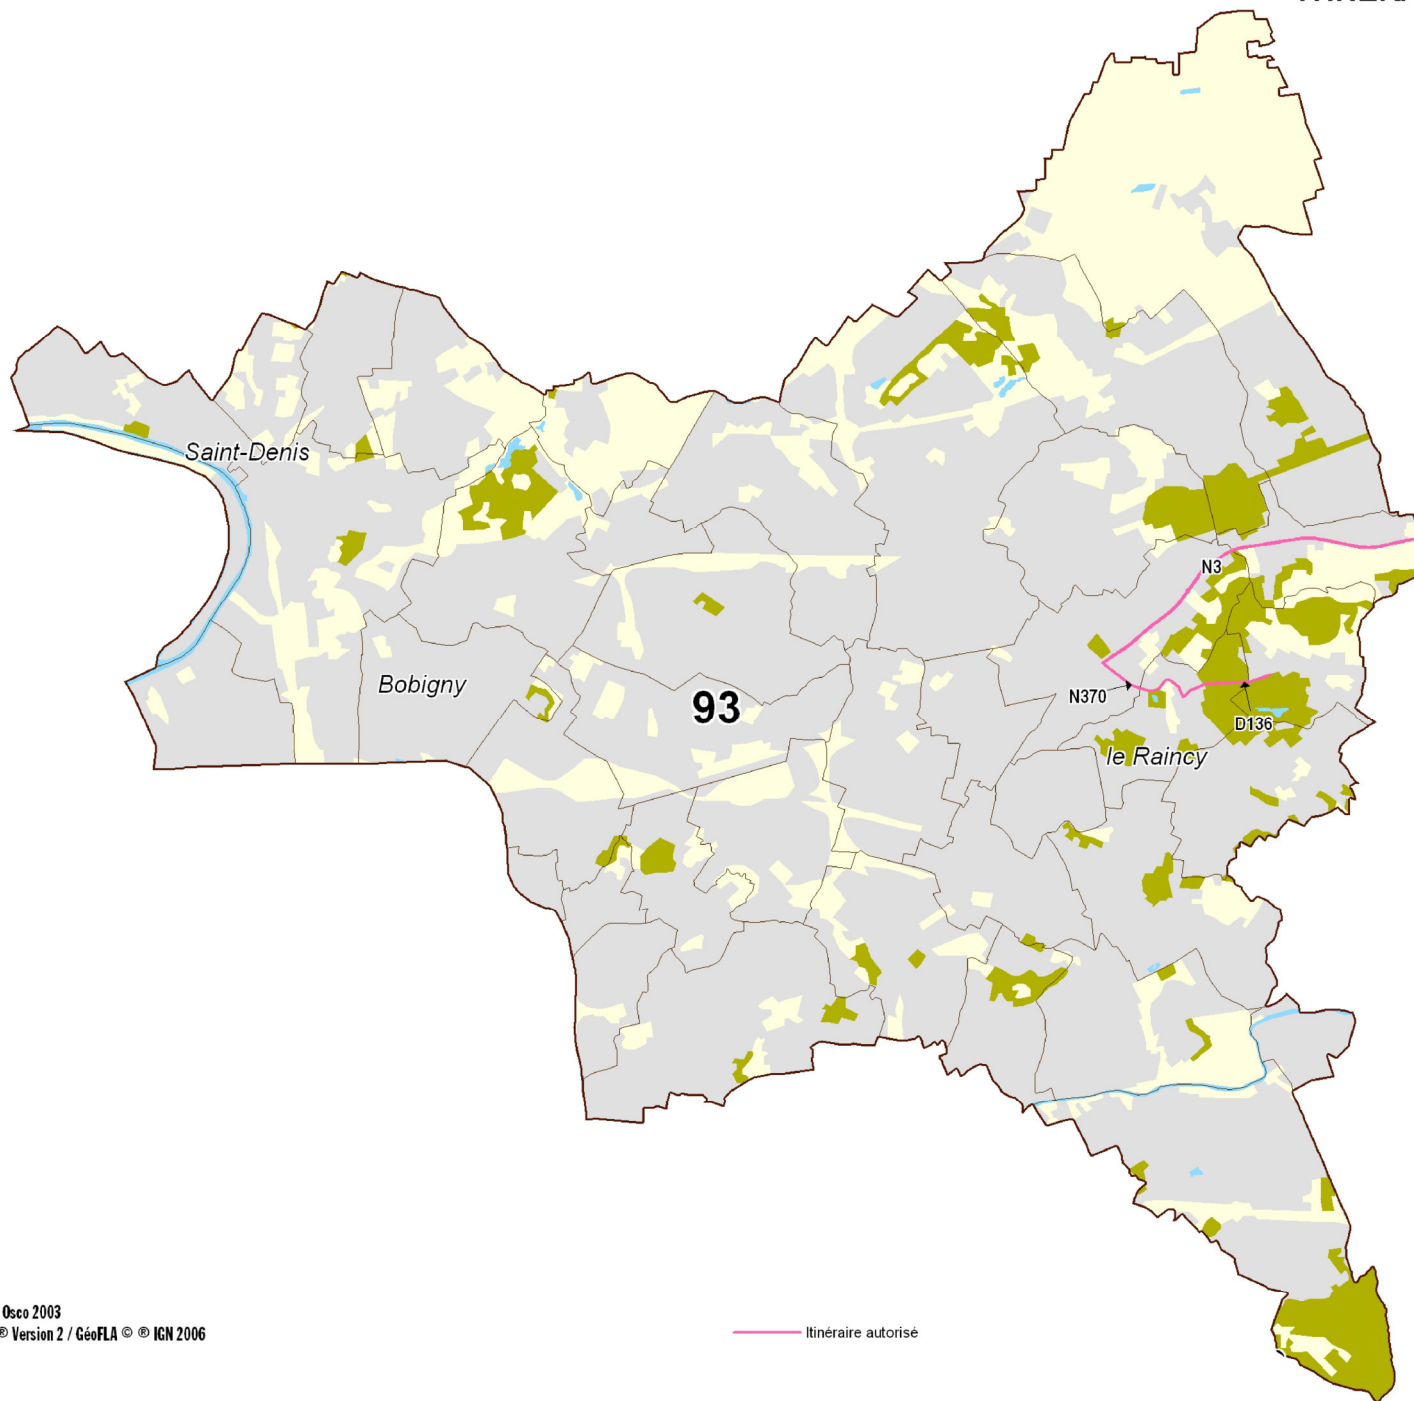 Saint-Denis
N3
Bobigny
N370
93
D136
le Raincy
Osco 2003
® Version 2 / GéoFLA © ® IGN 2006
Itinéraire autorisé